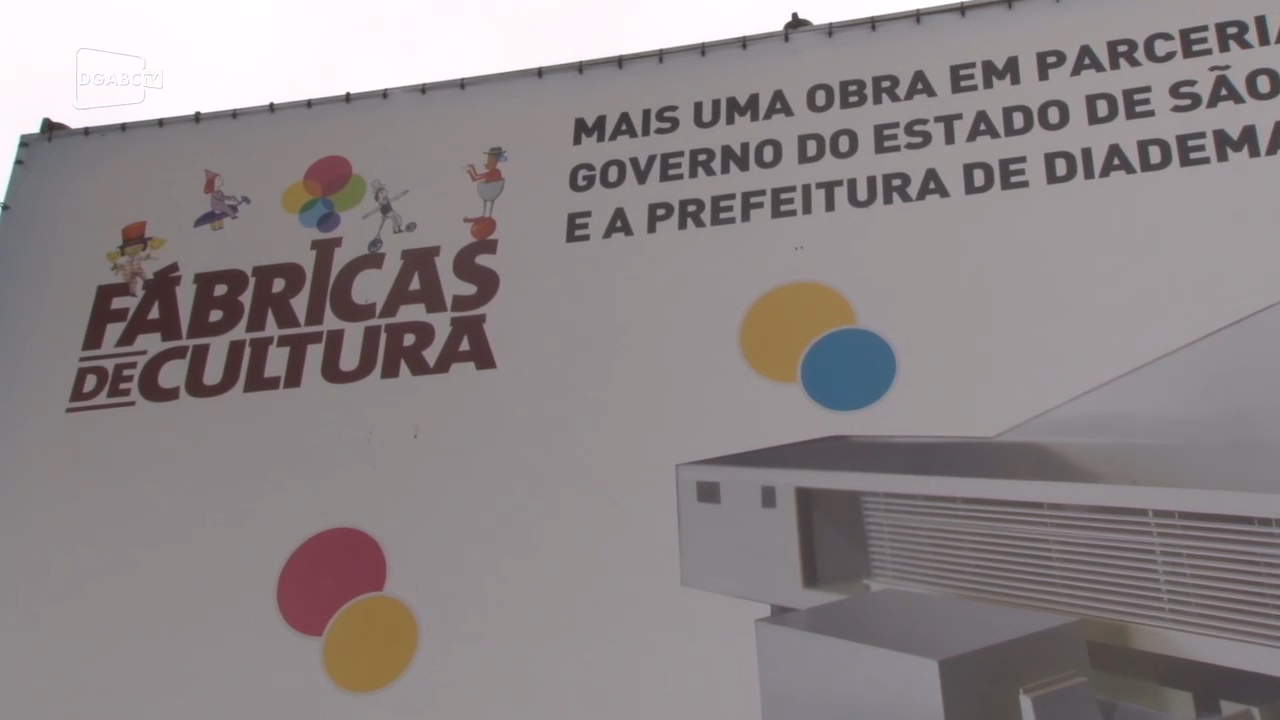 DGABCTV
MAIS UMA OBRA EM PARCERIA
GOVERNO DO ESTADO DE SÃO
E A PREFEITURA DE DIADEMA
FÁBRICAS
DE CULTURA